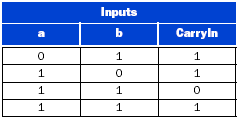 Inputs
a b CarryIn
0 1 1
1 0 1
1 1 0
1 1 1